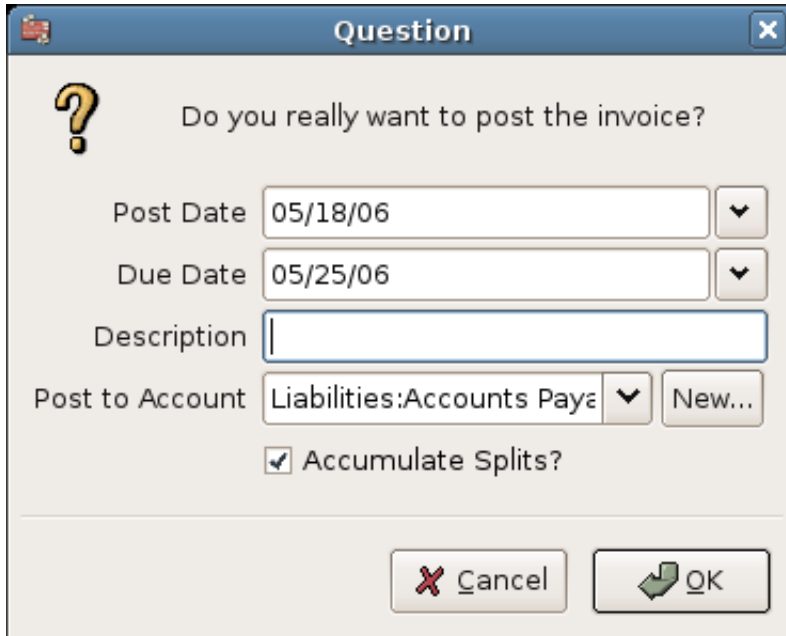 Question
Do you really want to post the invoice?
Post Date 05/18/06
Due Date 05/25/06
Description
Post to Account Liabilities:Accounts New...
Accumulate Splits?
Cancel OK